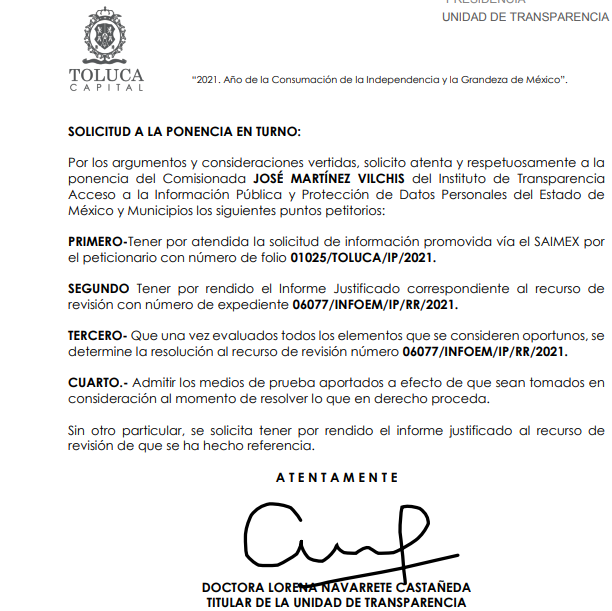 PRESIDENCIA
UNIDAD DE TRANSPARENCIA
TOLUCA
CAPITAL
“2021. Año de la Consumación de la Independencia y la Grandeza de México”.
SOLICITUD A LA PONENCIA EN TURNO:
Por los argumentos y consideraciones vertidas, solicito atenta y respetuosamente a la
ponencia del Comisionada JOSÉ MARTÍNEZ VILCHIS del Instituto de Transparencia
Acceso a la Información Pública y Protección de Datos Personales del Estado de
México y Municipios los siguientes puntos petitorios:
PRIMERO-Tener por atendida la solicitud de información promovida vía el SAIMEX por
el peticionario con número de folio 01025/TOLUCA/IP/2021.
SEGUNDO Tener por rendido el Informe Justificado correspondiente al recurso de
revisión con número de expediente 06077/INFOEM/IP/RR/2021.
TERCERO- Que una vez evaluados todos los elementos que se consideren oportunos, se
determine la resolución al recurso de revisión número 06077/INFOEM/IP/RR/2021.
CUARTO.- Admitir los medios de prueba aportados a efecto de que sean tomados en
consideración al momento de resolver lo que en derecho proceda.
Sin otro particular, se solicita tener por rendido el informe justificado al recurso de
revisión de que se ha hecho referencia.
A T E N T A M E N T E
DOCTORA LORENA NAVARRETE CASTAÑEDA
TITULAR DE LA UNIDAD DE TRANSPARENCIA